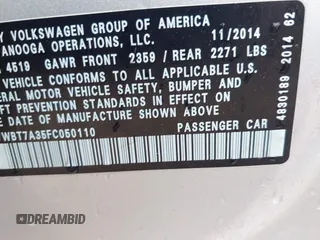 Y VOLKSWAGEN GROUP OF AMERICA
ANOOGA OPERATIONS, LLC. 11/2014
4519 GAWR FRONT 2359 / REAR 2271 LBS
VEHICLE CONFORMS TO ALL APPLICABLE
ERAL MOTOR VEHICLE SAFETY, BUMPER AND
FT PREVENTION STANDARDS IN EFFECT ON
DATE OF MANUFACTURE SHOWN ABOVE.
WBT7A35FC050110
PASSENGER CAR
4930189 2014 62
DREAMBID